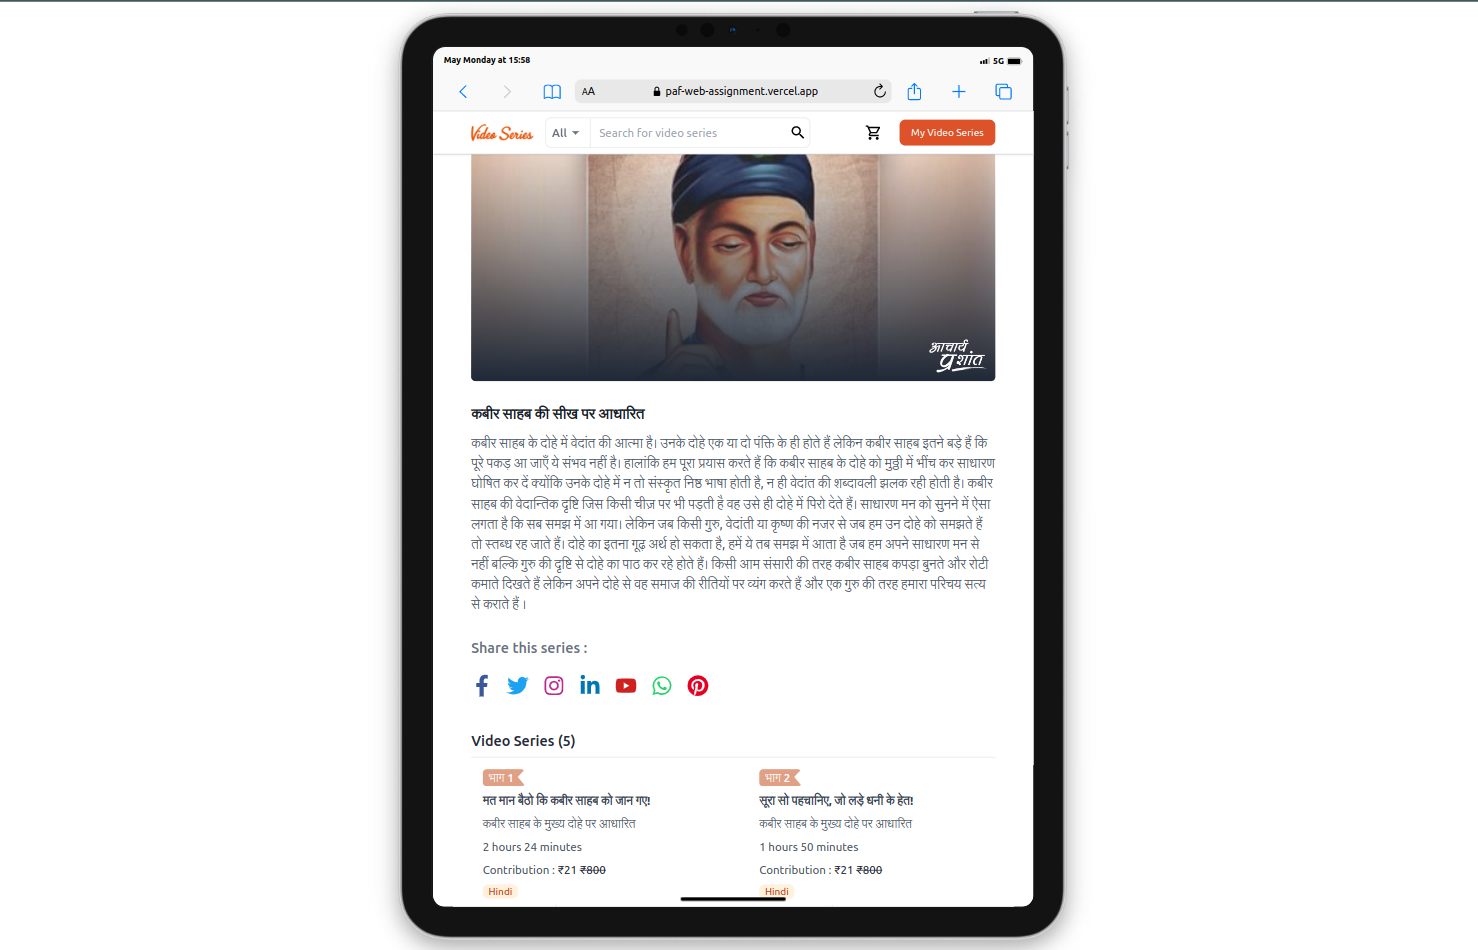 May Monday at 15:58
5G
AA paf-web-assignment.vercel.app
Video Series All Search for video series My Video Series
आचार्य
प्रशांत
कबीर साहब की सीख पर आधारित
कबीर साहब के दोहे में वेदांत की आत्मा है। उनके दोहे एक या दो पंक्ति के ही होते हैं लेकिन कबीर साहब इतने बड़े हैं कि
पूरे पकड़ आ जाएँ ये संभव नहीं है। हालांकि हम पूरा प्रयास करते हैं कि कबीर साहब के दोहे को मुठ्ठी में भींच कर साधारण
घोषित कर दें क्योंकि उनके दोहे में न तो संस्कृत निष्ठ भाषा होती है, न ही वेदांत की शब्दावली झलक रही होती है। कबीर
साहब की वेदान्तिक दृष्टि जिस किसी चीज़ पर भी पड़ती है वह उसे ही दोहे में पिरो देते हैं। साधारण मन को सुनने में ऐसा
लगता है कि सब समझ में आ गया। लेकिन जब किसी गुरु, वेदांती या कृष्ण की नजर से जब हम उन दोहे को समझते हैं
तो स्तब्ध रह जाते हैं। दोहे का इतना गूढ़ अर्थ हो सकता है, हमें ये तब समझ में आता है जब हम अपने साधारण मन से
नहीं बल्कि गुरु की दृष्टि से दोहे का पाठ कर रहे होते हैं। किसी आम संसारी की तरह कबीर साहब कपड़ा बुनते और रोटी
कमाते दिखते हैं लेकिन अपने दोहे से वह समाज की रीतियों पर व्यंग करते हैं और एक गुरु की तरह हमारा परिचय सत्य
से कराते हैं ।
Share this series :
Video Series (5)
भाग 1
मत मान बैठो कि कबीर साहब को जान गए!
कबीर साहब के मुख्य दोहे पर आधारित
2 hours 24 minutes
Contribution : ₹21 ₹800
Hindi
भाग 2
सूरा सो पहचानिए, जो लड़े धनी के हेत!
कबीर साहब के मुख्य दोहे पर आधारित
1 hours 50 minutes
Contribution : ₹21 ₹800
Hindi